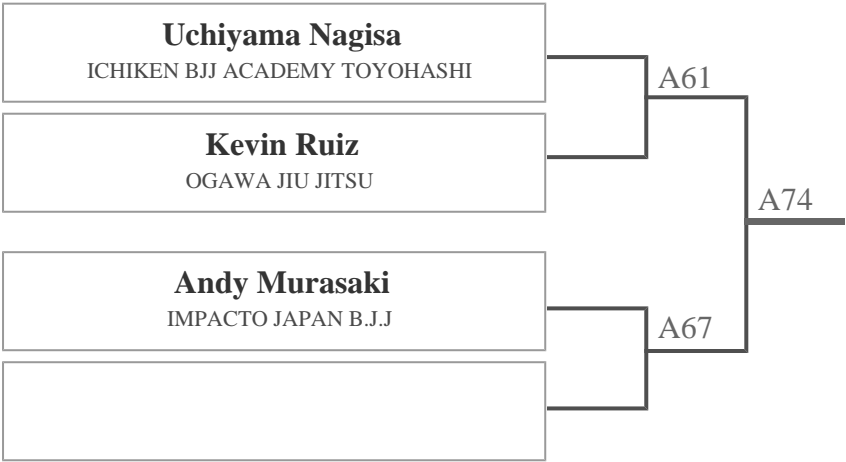 Uchiyama Nagisa
ICHIKEN BJJ ACADEMY TOYOHASHI
A61
Kevin Ruiz
OGAWA JIU JITSU
A74
Andy Murasaki
IMPACTO JAPAN B.J.J
A67